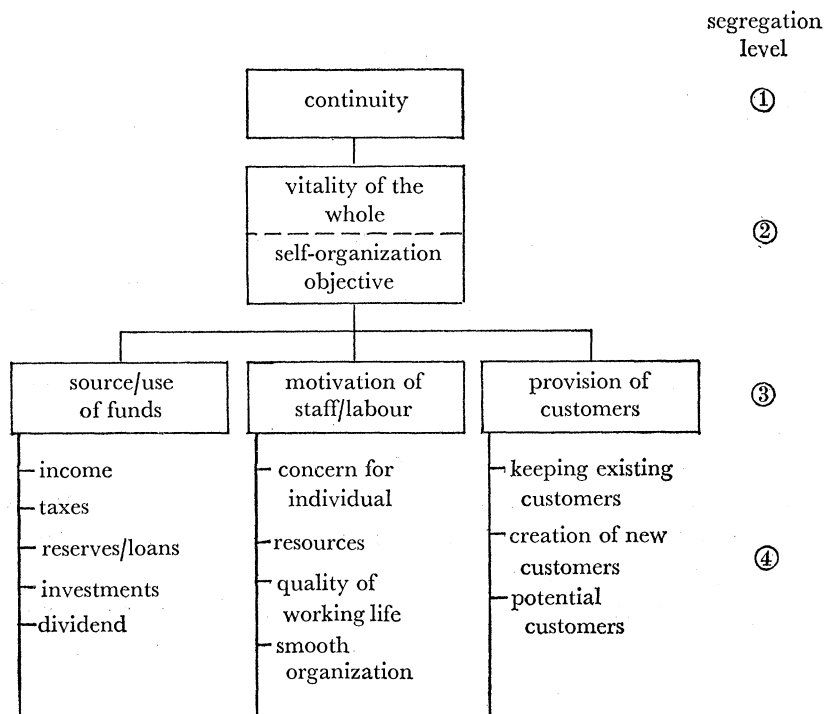 segregation
level
continuity
①
vitality of the
whole
self-organization
objective
②
source/use
of funds
motivation of
staff/labour
provision of
customers
③
income
taxes
reserves/loans
investments
dividend
concern for
individual
resources
quality of
working life
smooth
organization
keeping existing
customers
creation of new
customers
potential
customers
④